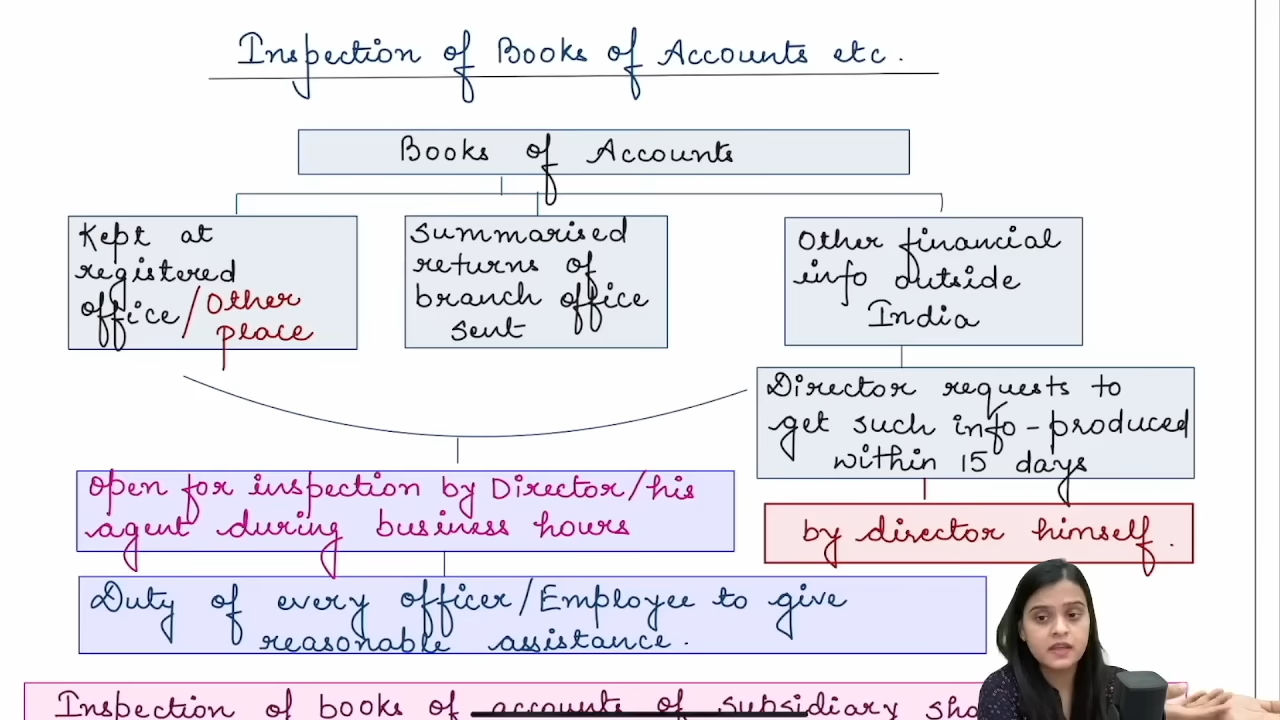 Inspection of Books of Accounts etc.
Books of Accounts
Kept at
registered
office/Other
place
Summarised
returns of
branch office
sent
Other financial
info outside
India
Director requests to
get such info - produced
within 15 days
by director himself.
Open for inspection by Director/his
agent during business hours
Duty of every officer/Employee to give
reasonable assistance.
Inspection of books of accounts of subsidiary